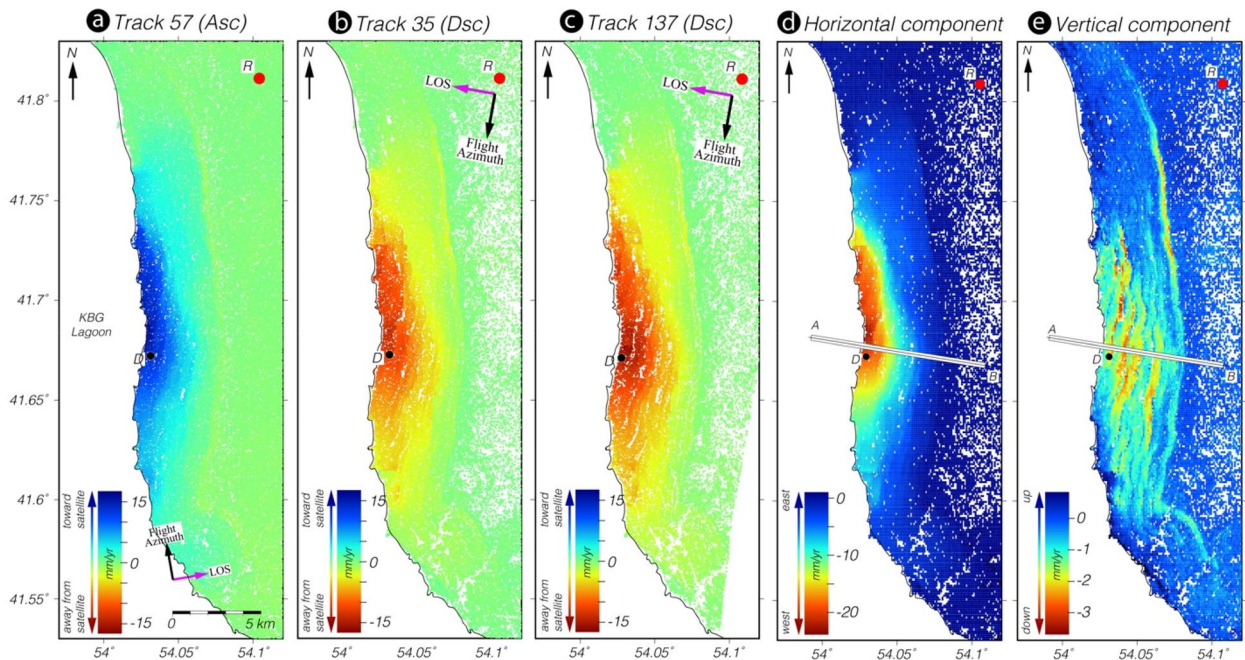 a Track 57 (Asc)
N
R
41.8°
41.75°
41.7°
KBG
Lagoon
D
41.65°
41.6°
41.55°
toward
satellite
away from
satellite
15
0
-15
mm/yr
Flight
Azimuth
LOS
0 5 km
54° 54.05° 54.1°
b Track 35 (Dsc)
N
R
LOS
Flight
Azimuth
D
toward
satellite
away from
satellite
15
0
-15
mm/yr
54° 54.05° 54.1°
c Track 137 (Dsc)
N
R
LOS
Flight
Azimuth
D
toward
satellite
away from
satellite
15
0
-15
mm/yr
54° 54.05° 54.1°
d Horizontal component
N
R
A
D
B
east
west
0
-10
-20
mm/yr
54° 54.05° 54.1°
e Vertical component
N
R
A
D
B
up
down
0
-1
-2
-3
mm/yr
54° 54.05° 54.1°